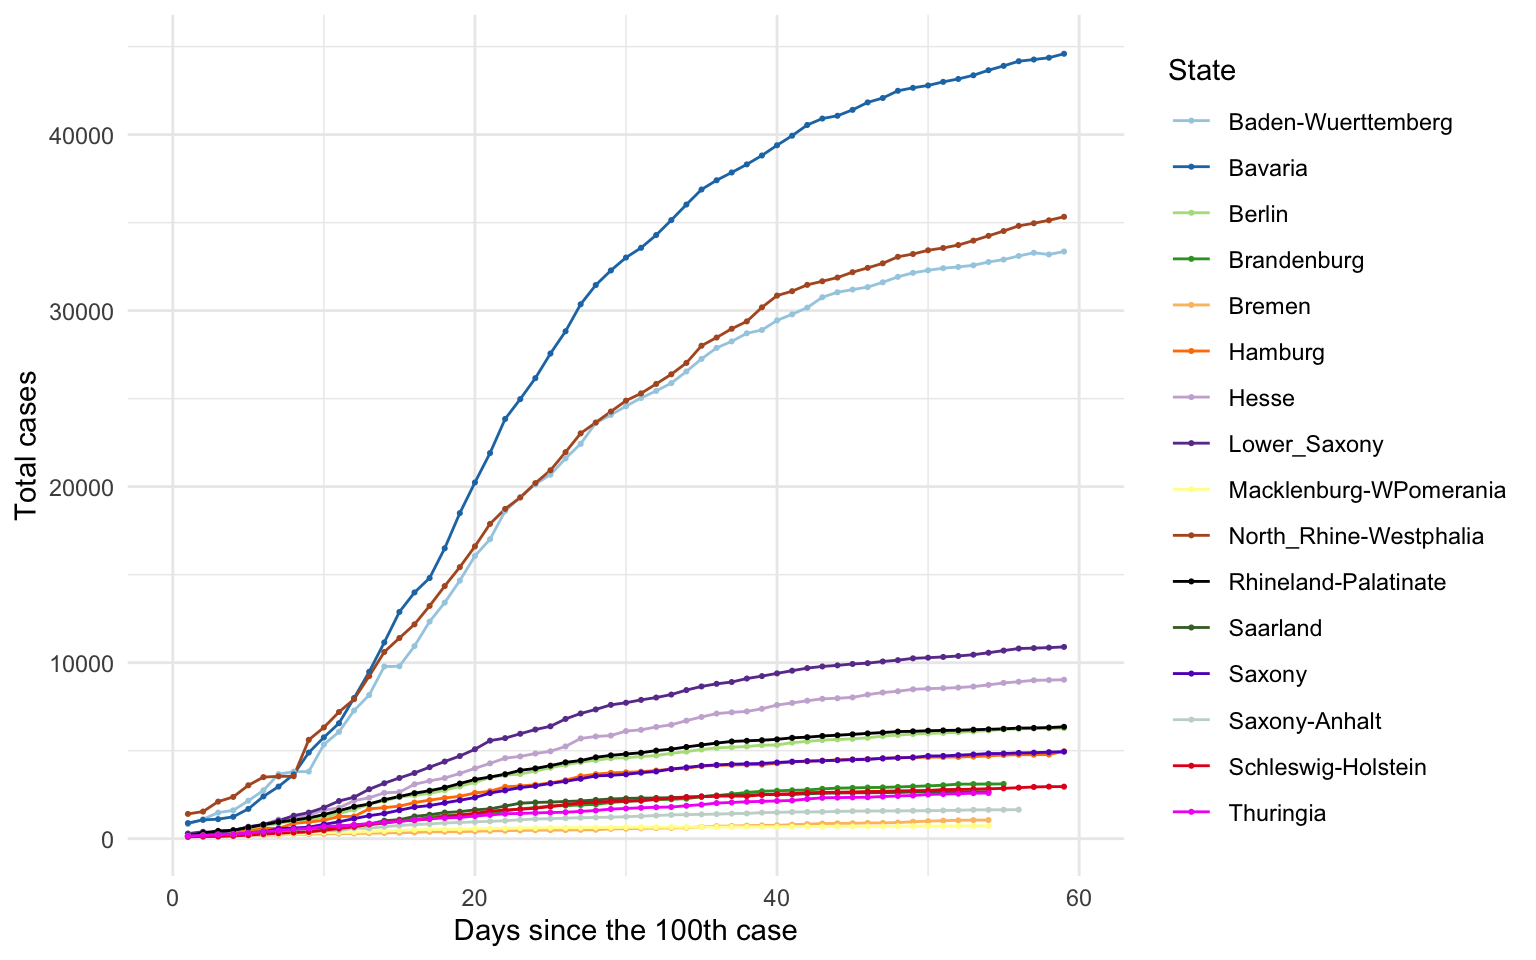 Total cases
40000
30000
20000
10000
0
0 20 40 60
Days since the 100th case
State
Baden-Wuerttemberg
Bavaria
Berlin
Brandenburg
Bremen
Hamburg
Hesse
Lower_Saxony
Macklenburg-WPomerania
North_Rhine-Westphalia
Rhineland-Palatinate
Saarland
Saxony
Saxony-Anhalt
Schleswig-Holstein
Thuringia